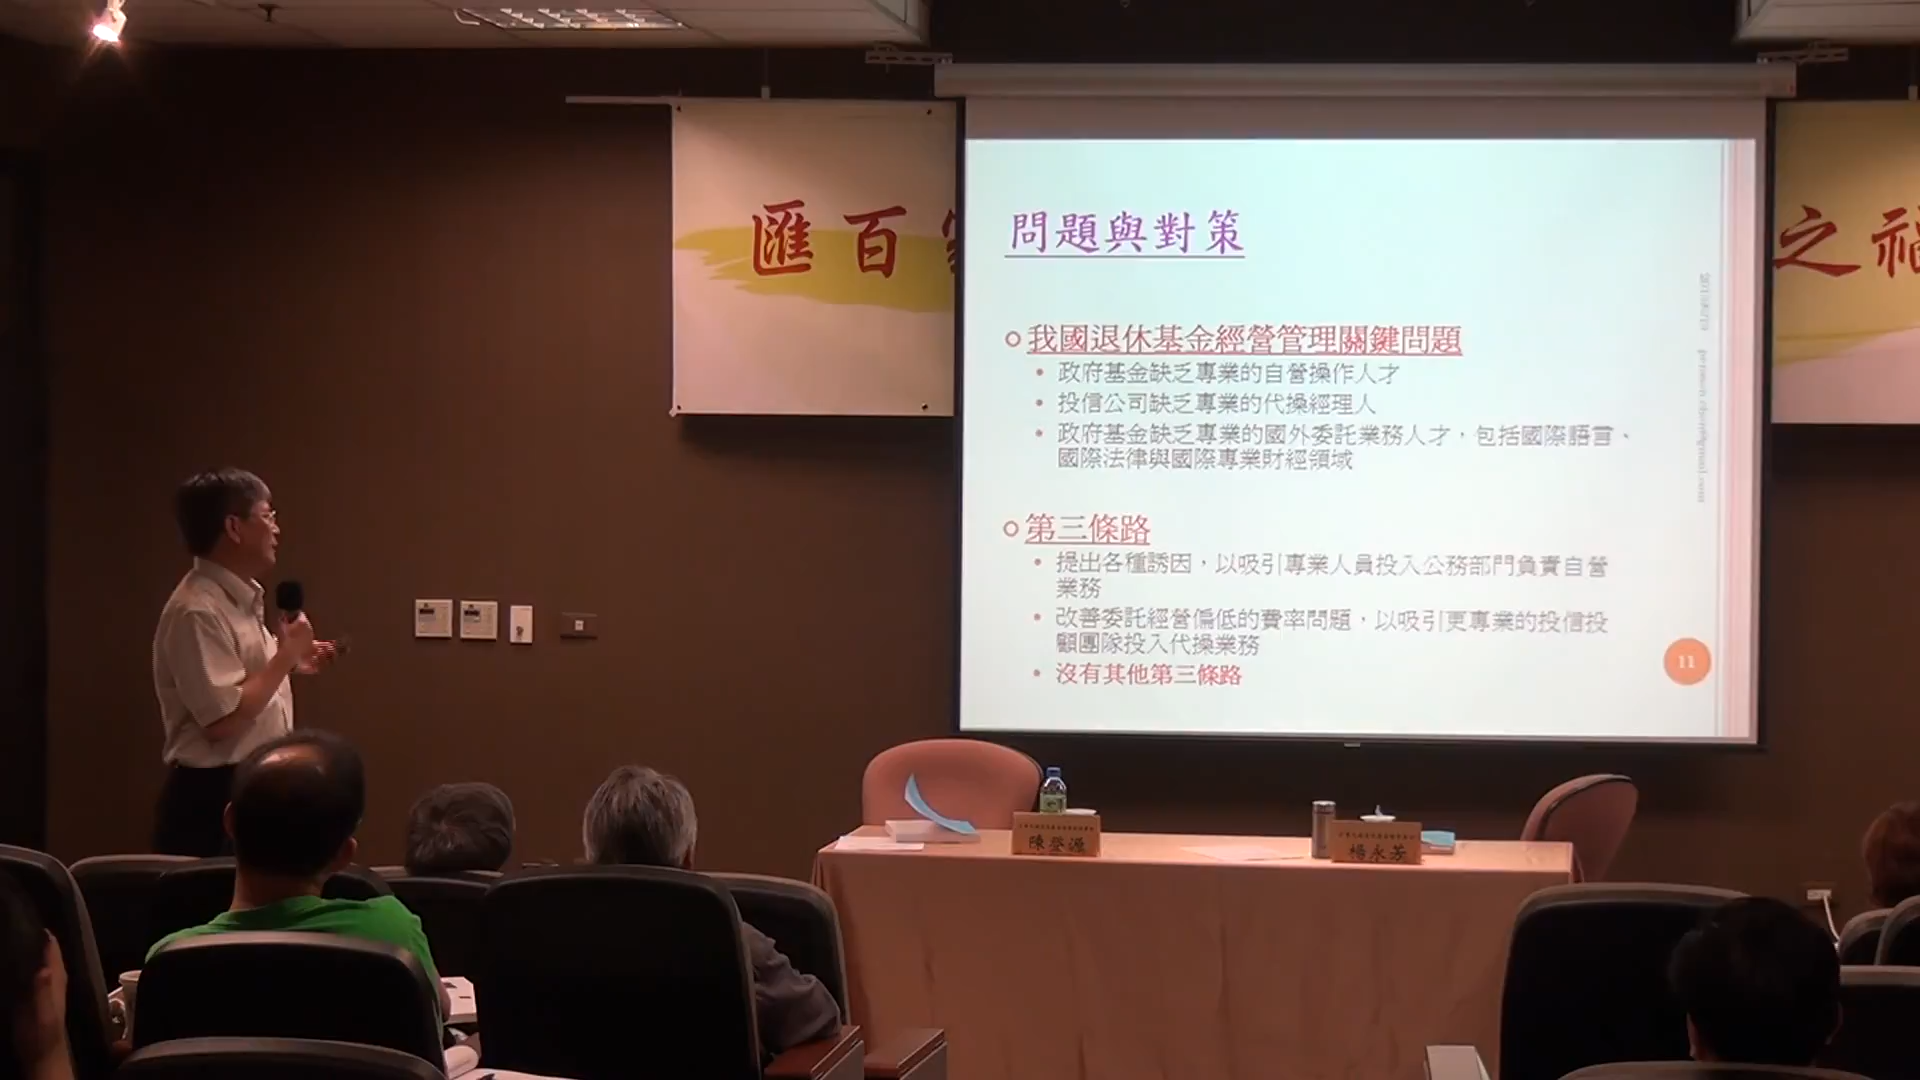 匯百
之福
問題與對策
我國退休基金經營管理關鍵問題
政府基金缺乏專業的自營操作人才
投信公司缺乏專業的代操經理人
政府基金缺乏專業的國外委託業務人才，包括國際語言、
國際法律與國際專業財經領域
第三條路
提出各種誘因，以吸引專業人員投入公務部門負責自營
業務
改善委託經營偏低的費率問題，以吸引更專業的投信投
顧團隊投入代操業務
沒有其他第三條路
11
陳登源
楊永芳